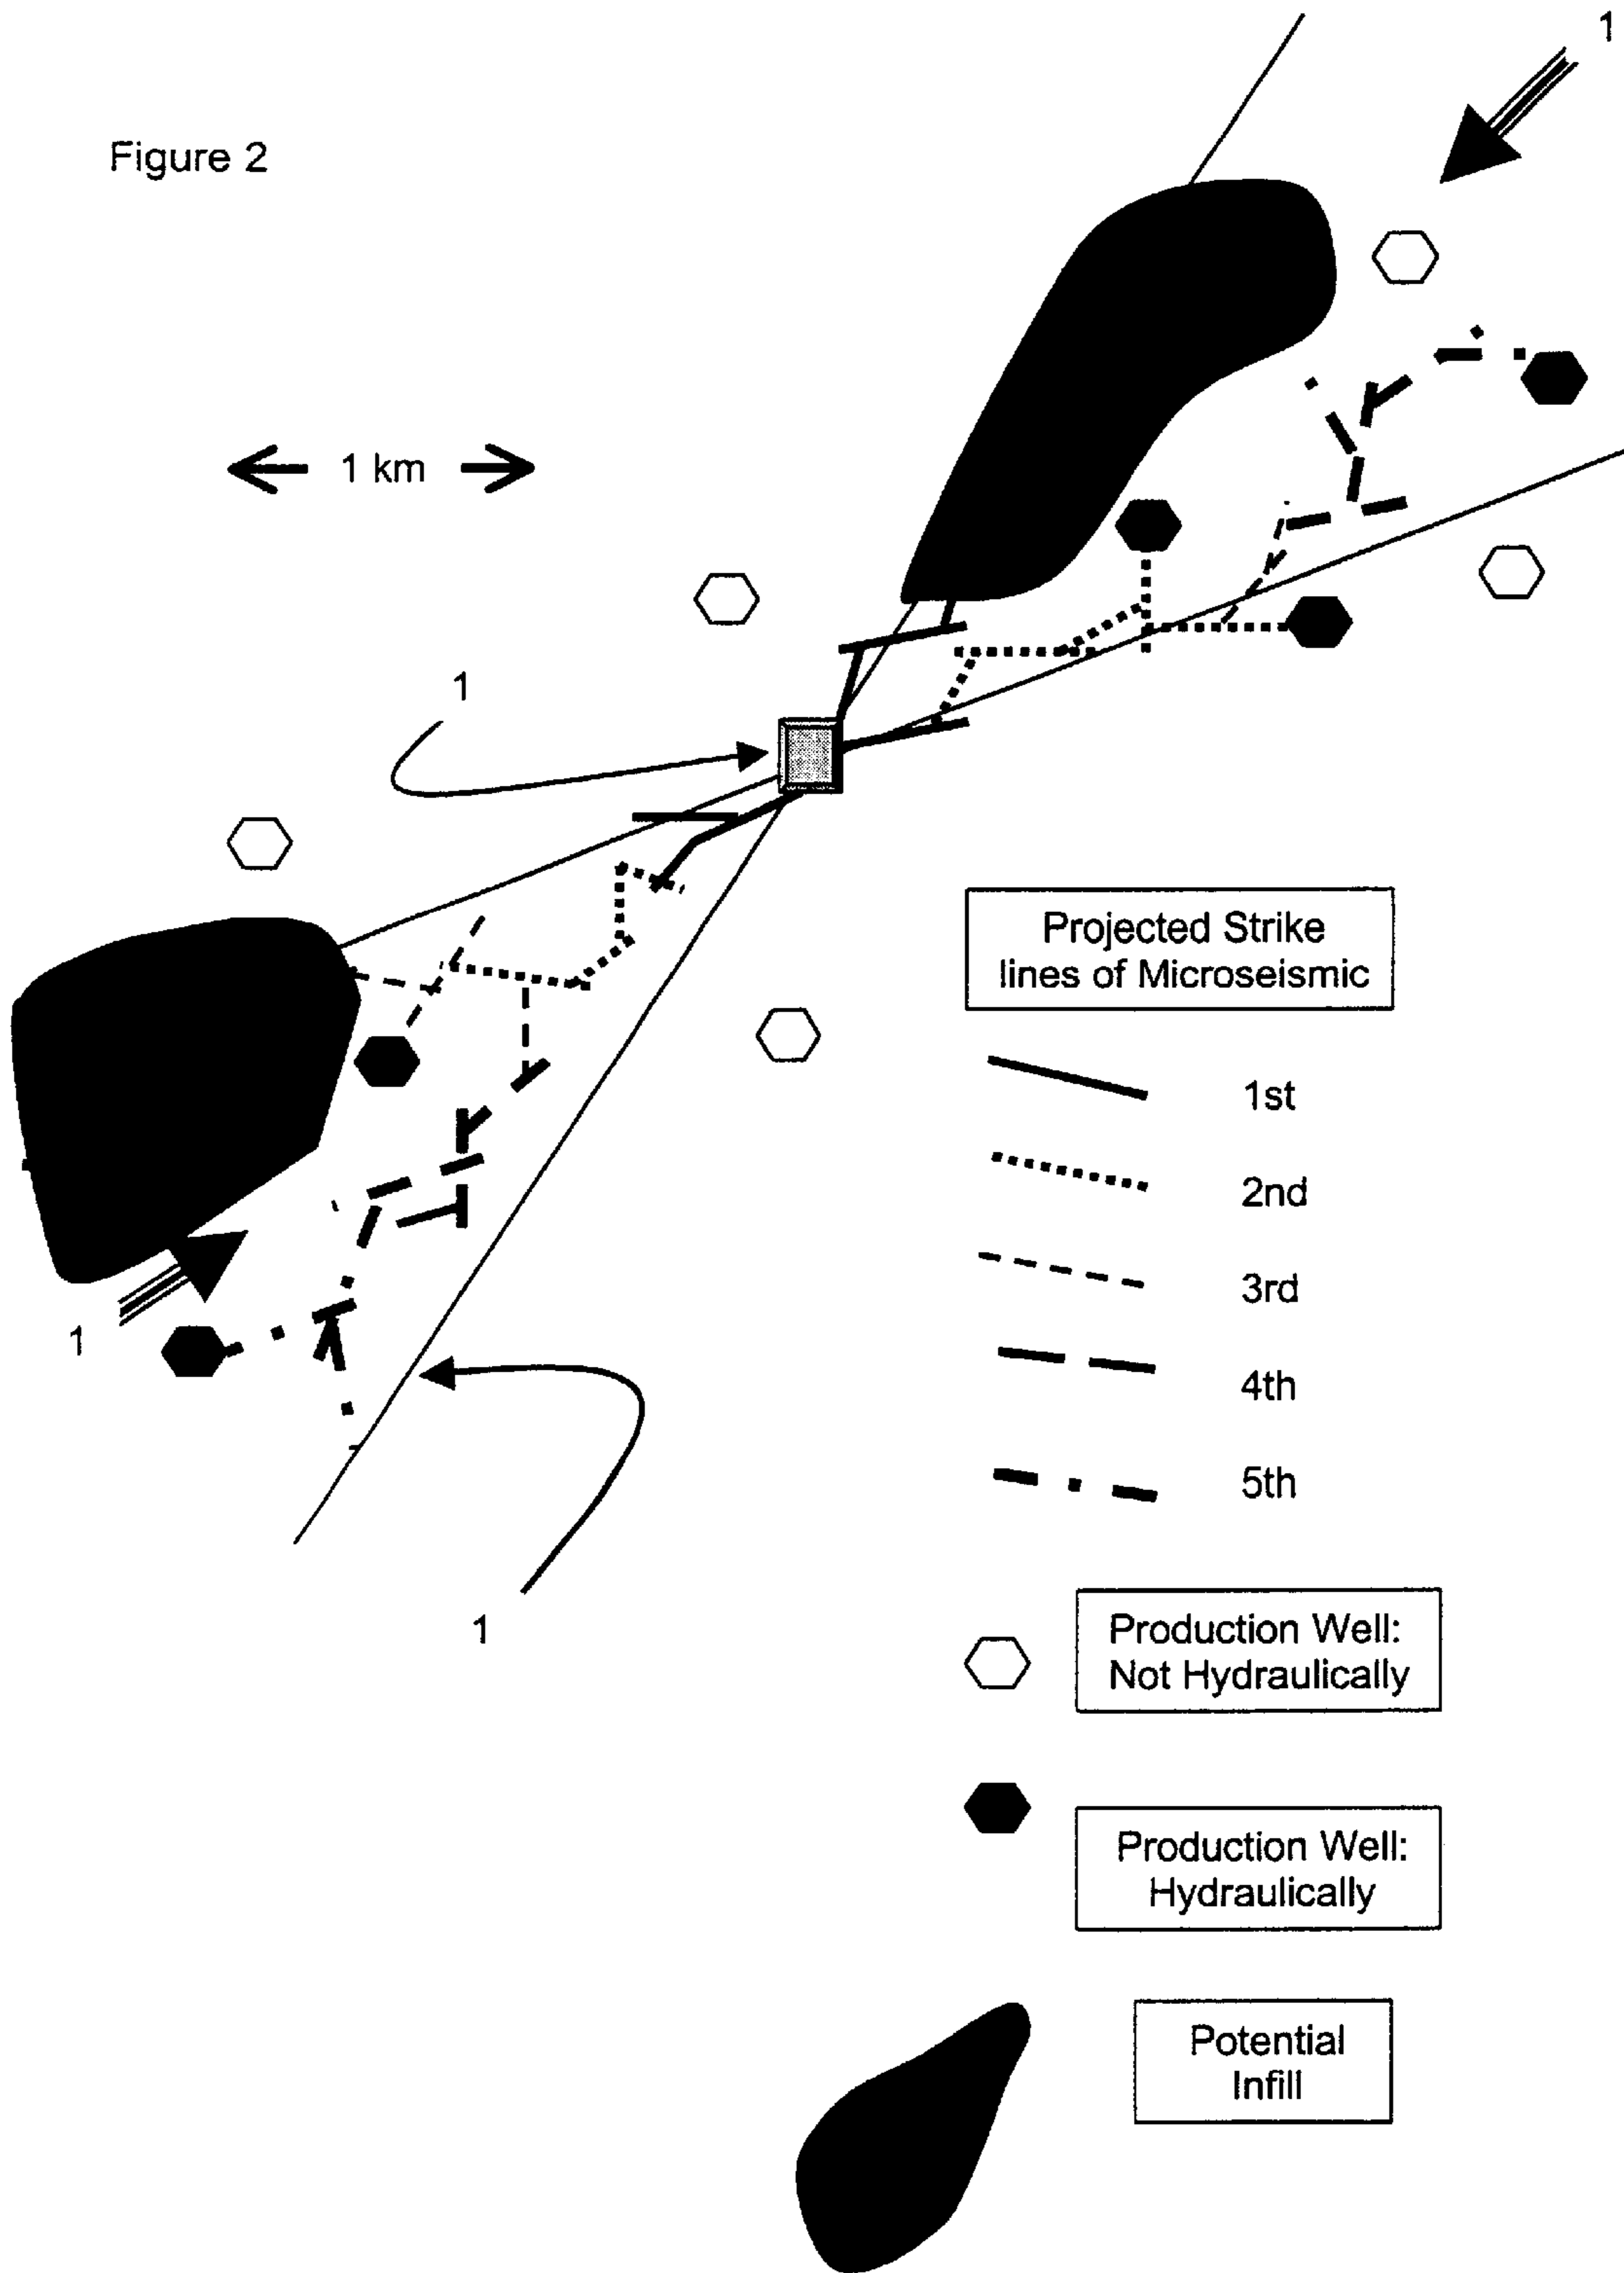 1
Figure 2
1 km
1
Projected Strike
lines of Microseismic
1st
2nd
3rd
1
4th
5th
1
Production Well:
Not Hydraulically
Production Well:
Hydraulically
Potential
Infill